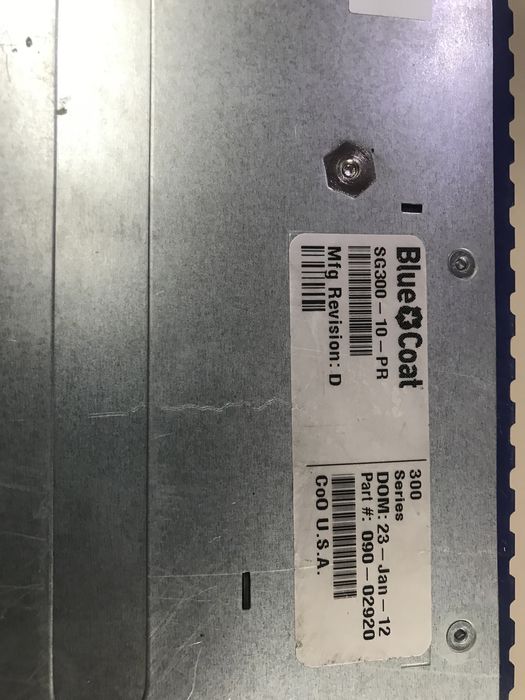 Blue Coat
SG300-10-PR
Mfg Revision: D
300
Series
DOM: 23-Jan-12
Part #: 090-02920
CoO U.S.A.